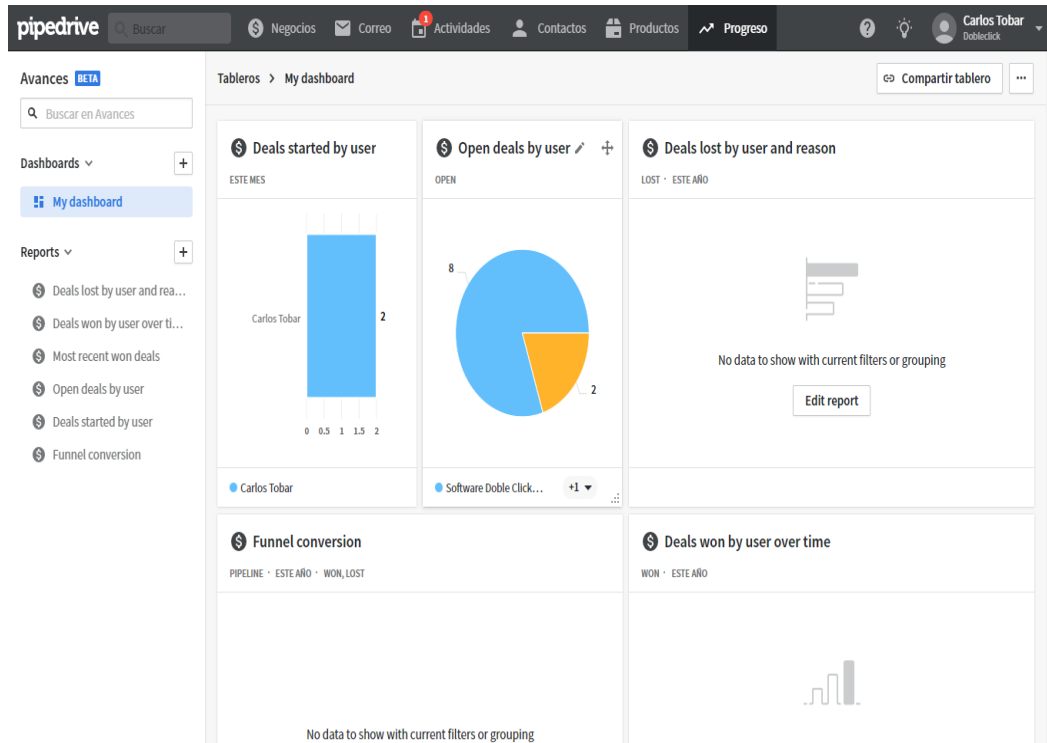 pipedrive
Buscar
Negocios
Correo
1
Actividades
Contactos
Productos
Progreso
Carlos Tobar
Dobleclick
Avances BETA
Buscar en Avances
Dashboards
My dashboard
Reports
Deals lost by user and rea...
Deals won by user over ti...
Most recent won deals
Open deals by user
Deals started by user
Funnel conversion
Tableros > My dashboard
Compartir tablero
Deals started by user
ESTE MES
Carlos Tobar
2
0 0.5 1 1.5 2
Carlos Tobar
Open deals by user
OPEN
8
2
Software Doble Click...
+1
Deals lost by user and reason
LOST · ESTE AÑO
No data to show with current filters or grouping
Edit report
Funnel conversion
PIPELINE · ESTE AÑO · WON, LOST
No data to show with current filters or grouping
Deals won by user over time
WON · ESTE AÑO